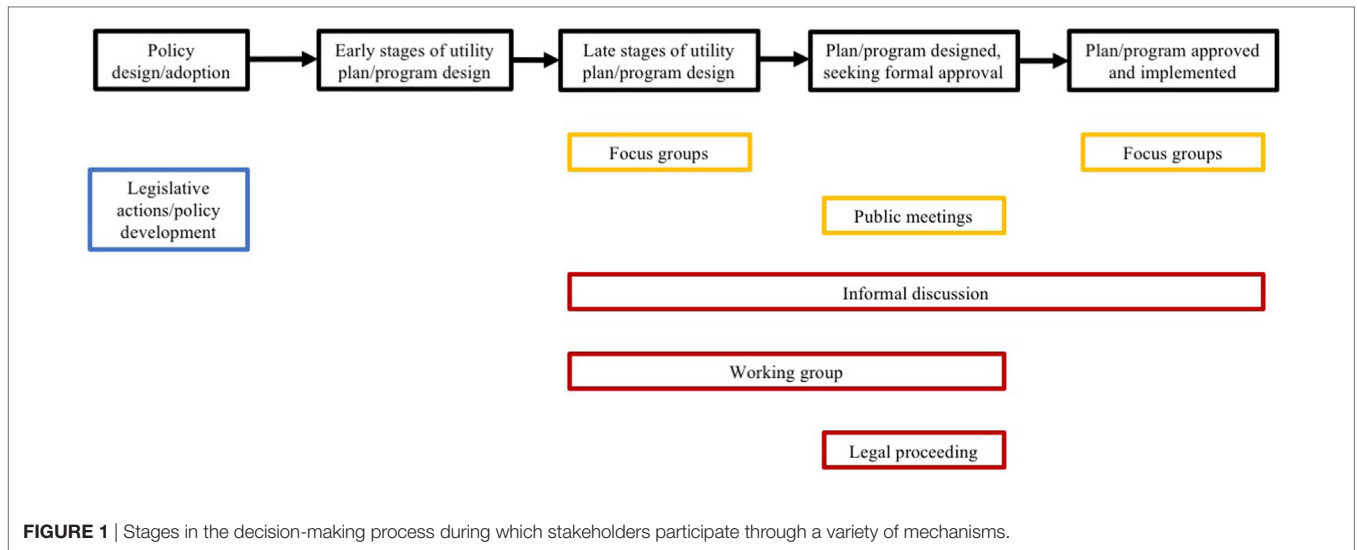 Policy
design/adoption
Early stages of utility
plan/program design
Late stages of utility
plan/program design
Plan/program designed,
seeking formal approval
Plan/program approved
and implemented
Focus groups
Focus groups
Legislative
actions/policy
development
Public meetings
Informal discussion
Working group
Legal proceeding
FIGURE 1 | Stages in the decision-making process during which stakeholders participate through a variety of mechanisms.